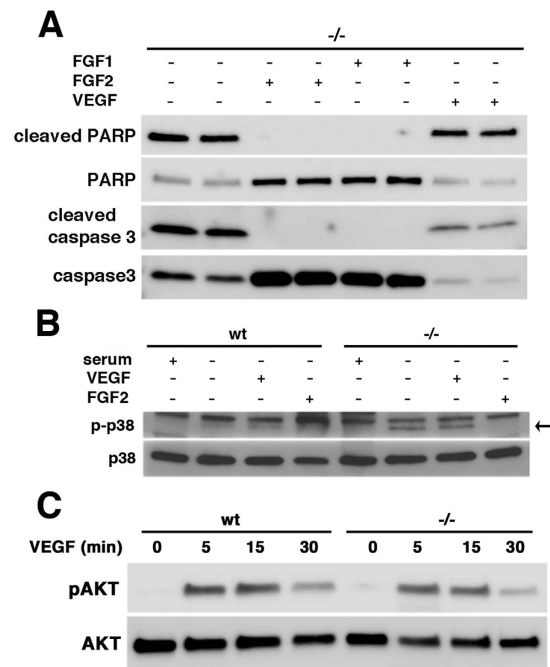 A
-/-
FGF1 - - - - + + - -
FGF2 - - + + - - - -
VEGF - - - - - - + +
cleaved PARP
PARP
cleaved
caspase 3
caspase3
B
wt -/-
serum + - - - + - - -
VEGF - - + - - - + -
FGF2 - - - + - - - +
p-p38 ←
p38
C
wt -/-
VEGF (min) 0 5 15 30 0 5 15 30
pAKT
AKT